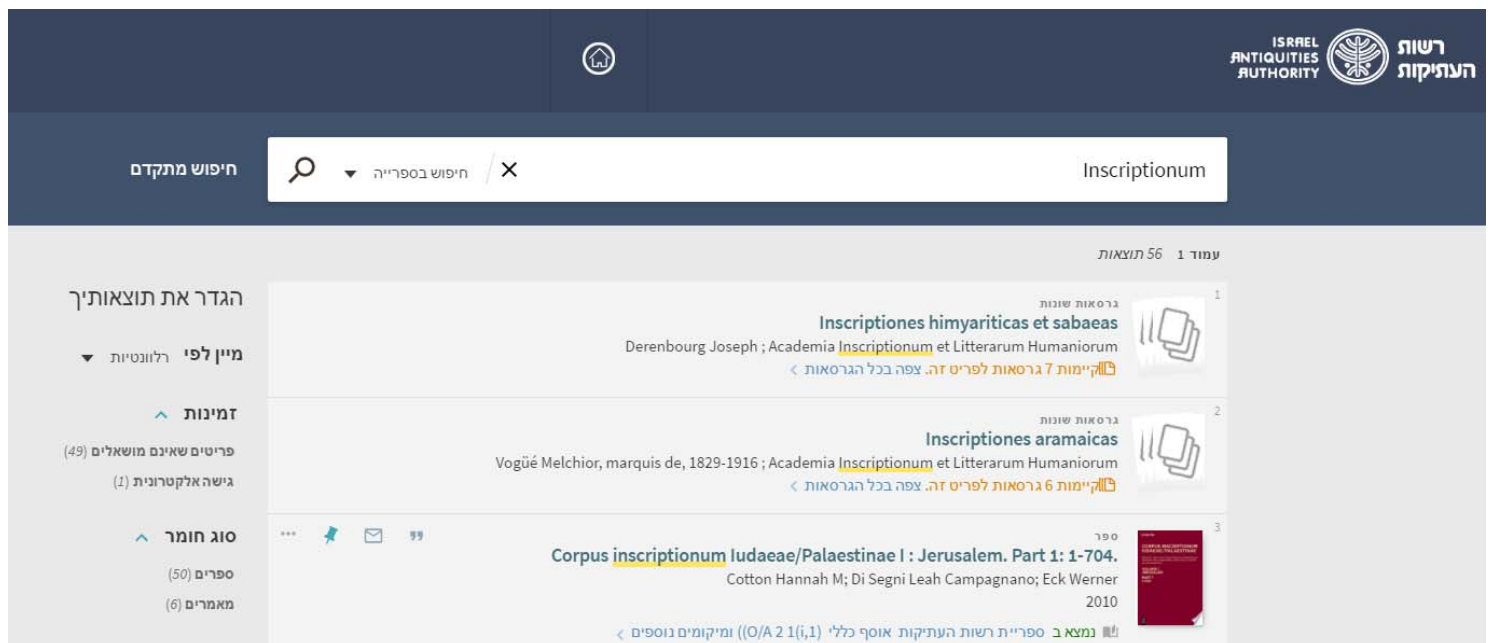 ISRAEL
ANTIQUITIES
AUTHORITY
רשות
העתיקות
Inscriptionum
חיפוש בספרייה
חיפוש מתקדם
עמוד 1 56 תוצאות
1
גרסאות שונות
Inscriptiones himyariticas et sabaeas
Derenbourg Joseph ; Academia Inscriptionum et Litterarum Humaniorum
קיימות 7 גרסאות לפריט זה. צפה בכל הגרסאות
2
גרסאות שונות
Inscriptiones aramaicas
Vogüé Melchior, marquis de, 1829-1916 ; Academia Inscriptionum et Litterarum Humaniorum
קיימות 6 גרסאות לפריט זה. צפה בכל הגרסאות
3
ספר
Corpus inscriptionum Iudaeae/Palaestinae I : Jerusalem. Part 1: 1-704.
Cotton Hannah M; Di Segni Leah Campagnano; Eck Werner
2010
נמצא ב ספריית רשות העתיקות אוסף כללי (O/A 2 1(i,1)) ומיקומים נוספים
הגדר את תוצאותיך
מיין לפי רלוונטיות
זמינות
פריטים שאינם מושאלים (49)
גישה אלקטרונית (1)
סוג חומר
ספרים (50)
מאמרים (6)